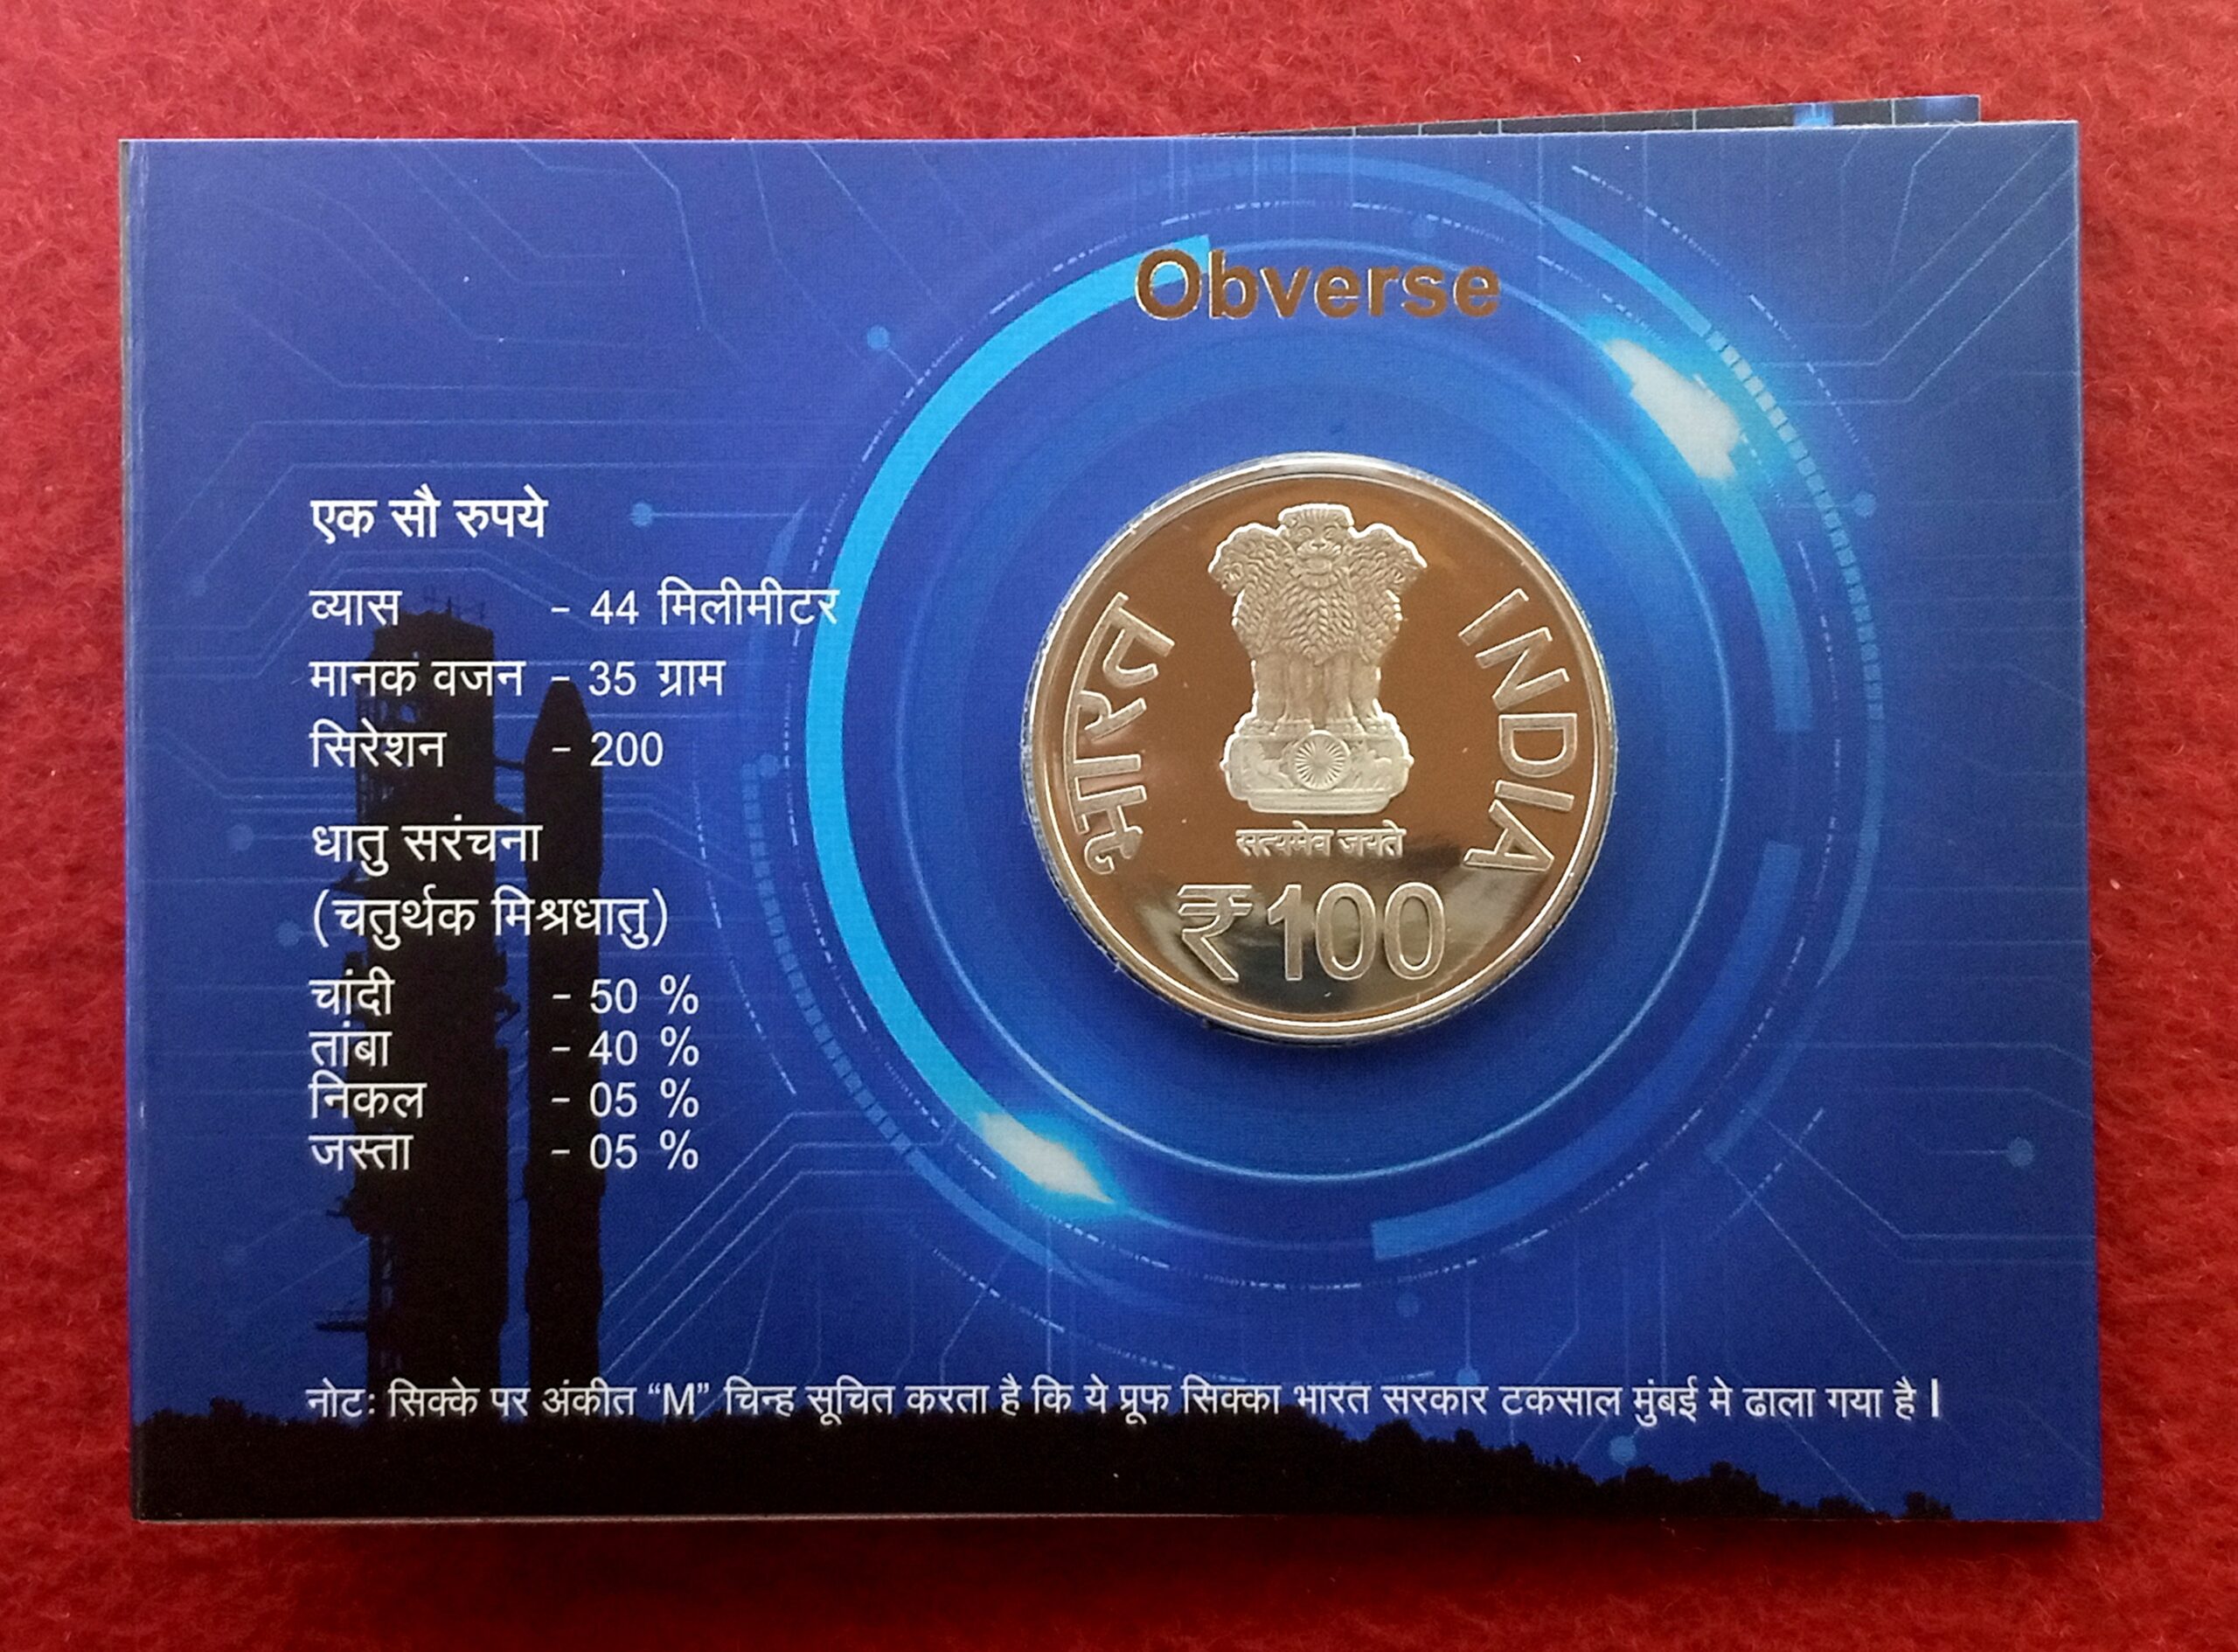 Obverse
एक सौ रुपये
व्यास - 44 मिलीमीटर
मानक वजन - 35 ग्राम
सिरेशन - 200
धातु सरंचना
(चतुर्थक मिश्रधातु)
चांदी - 50 %
तांबा - 40 %
निकल - 05 %
जस्ता - 05 %
भारत
INDIA
सत्यमेव जयते
₹100
नोटः सिक्के पर अंकीत “M” चिन्ह सूचित करता है कि ये प्रूफ सिक्का भारत सरकार टकसाल मुंबई मे ढाला गया है।